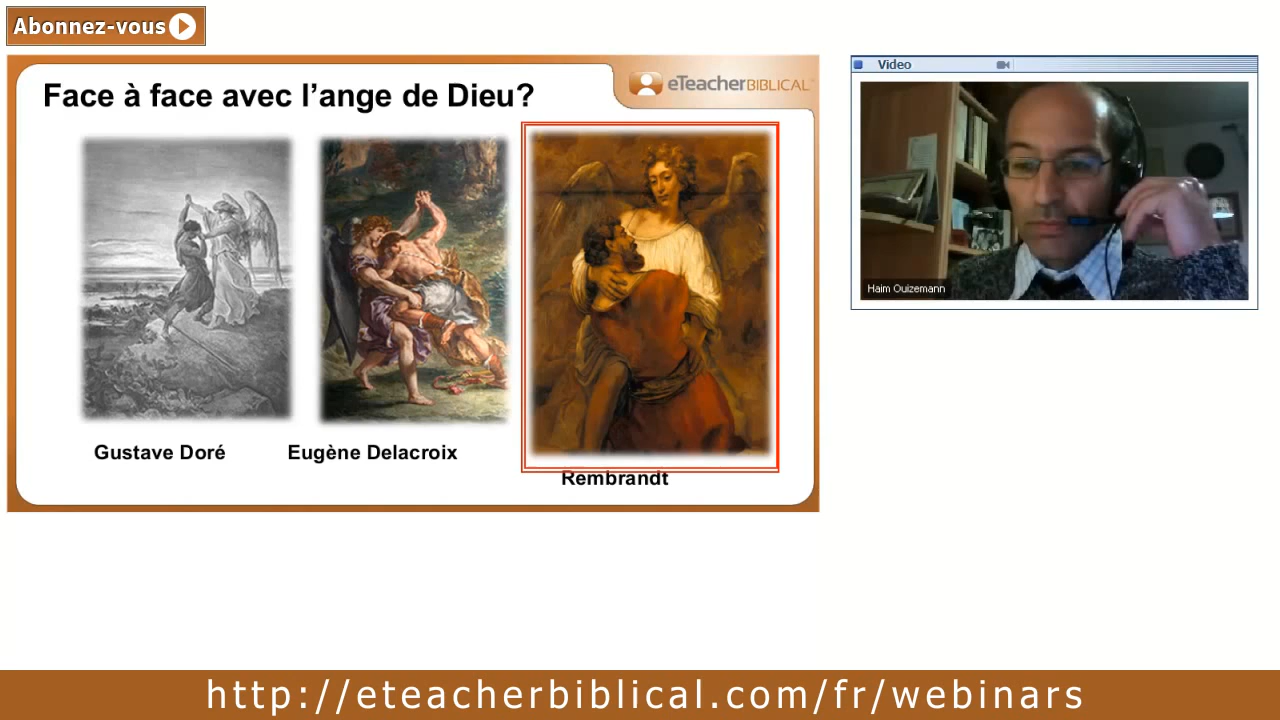 Abonnez-vous
Face à face avec l'ange de Dieu?
eTeacherBIBLICAL
Video
Haim Ouizemann
Gustave Doré
Eugène Delacroix
Rembrandt
http://eteacherbiblical.com/fr/webinars